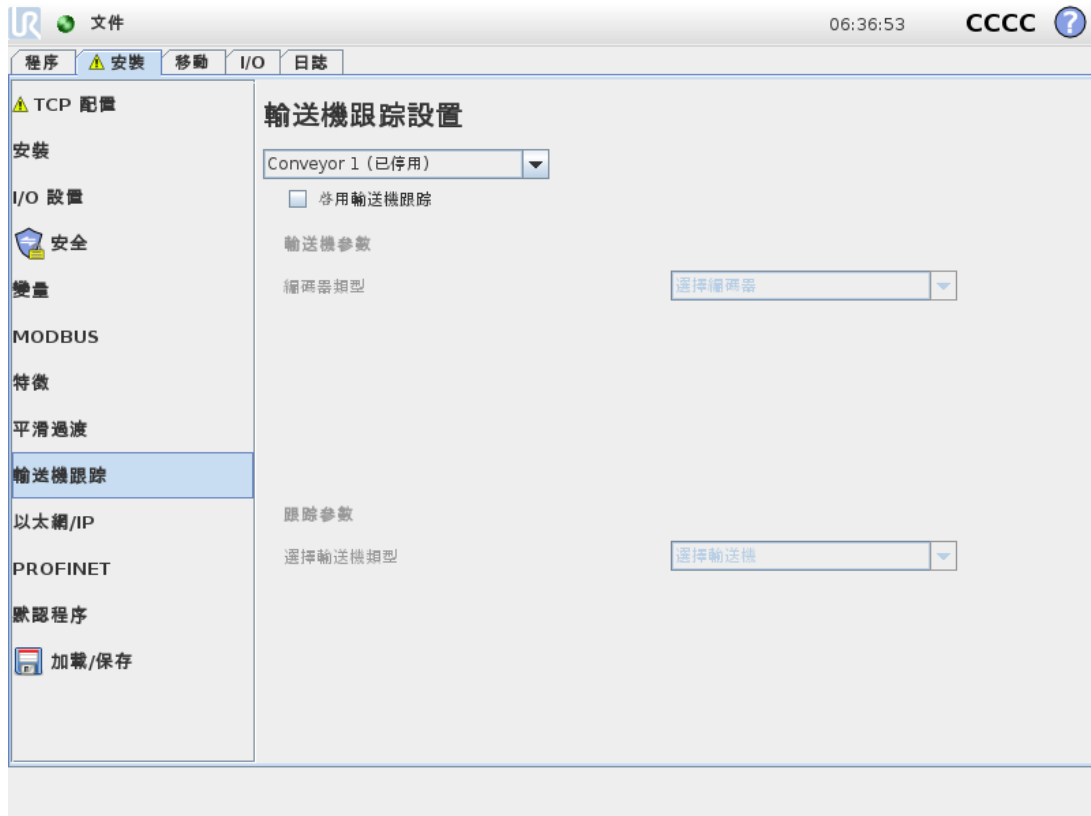 UR 文件 06:36:53 CCCC ?
程序 安裝 移動 I/O 日誌
TCP 配置
安裝
I/O 設置
安全
變量
MODBUS
特徵
平滑過渡
輸送機跟踪
以太網/IP
PROFINET
默認程序
加載/保存
輸送機跟踪設置
Conveyor 1 (已停用)
啓用輸送機跟踪
輸送機參數
編碼器類型 選擇編碼器
跟踪參數
選擇輸送機類型 選擇輸送機